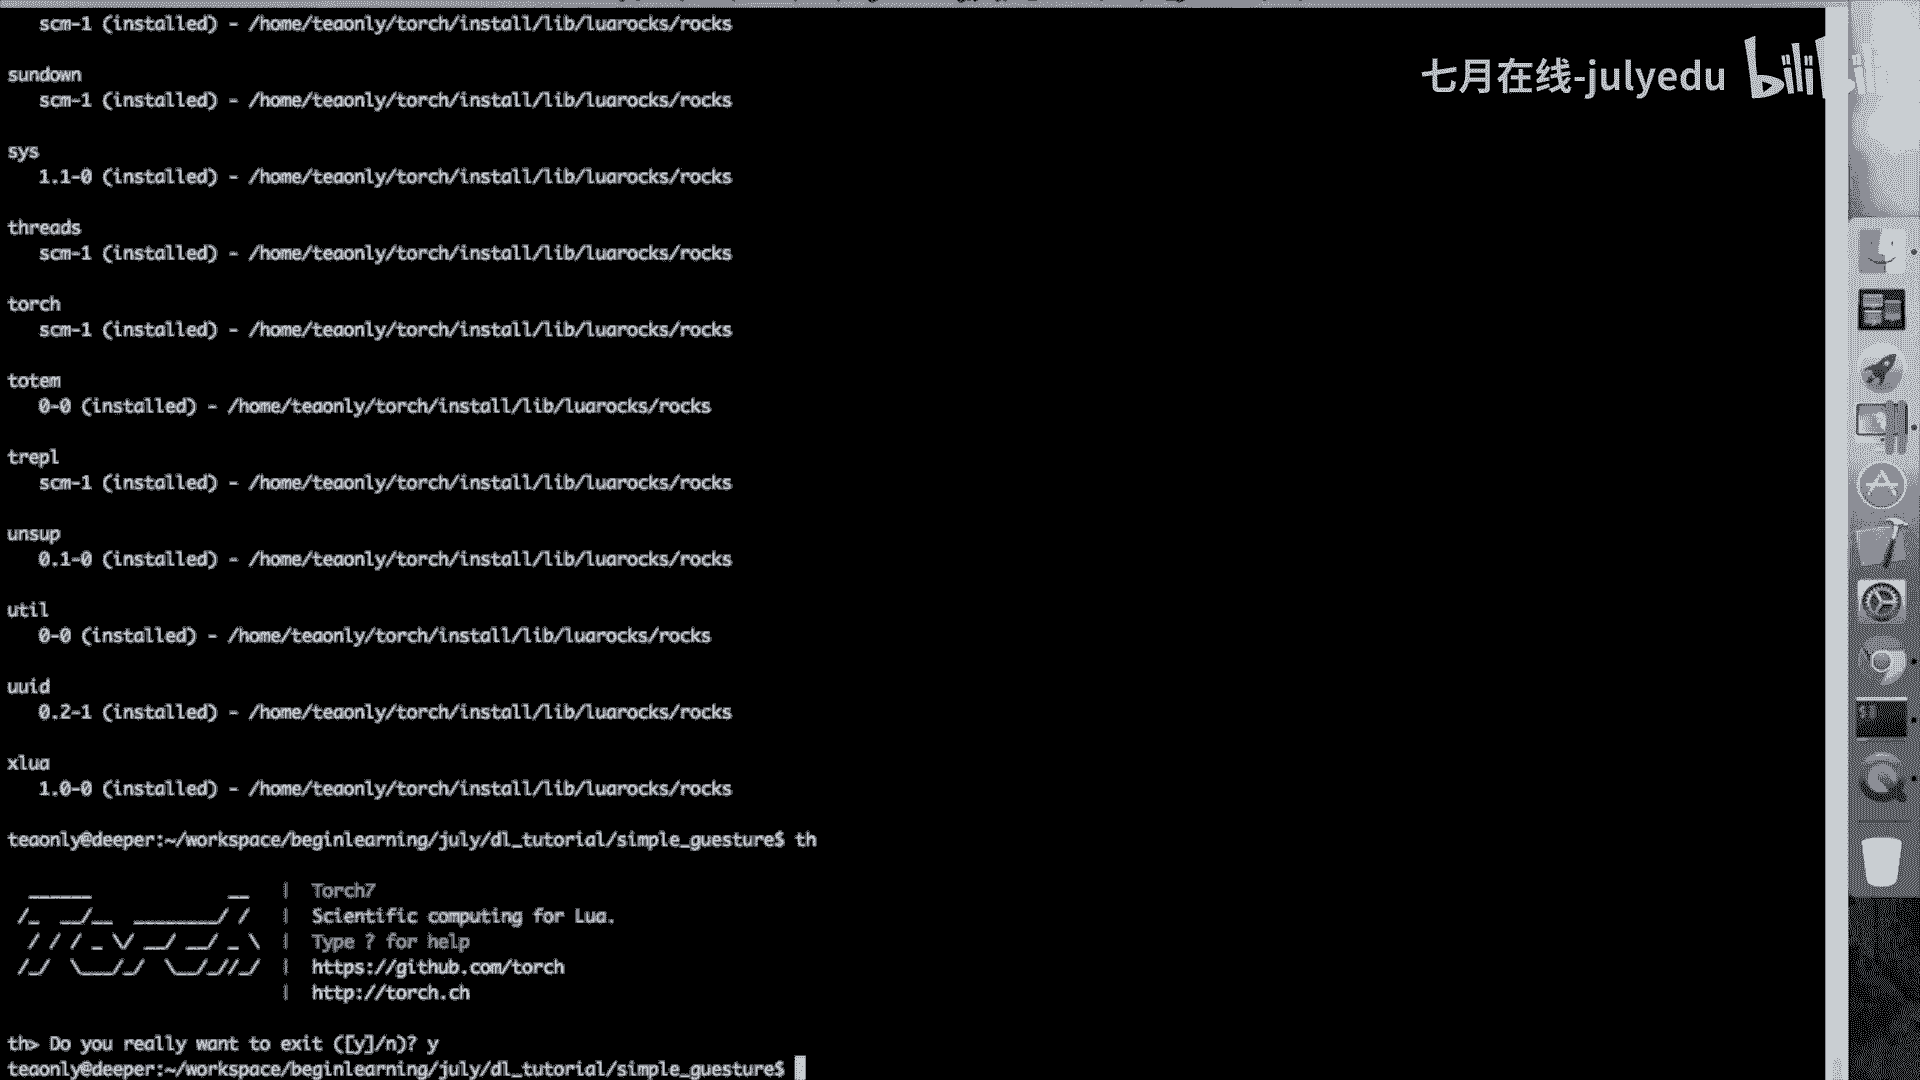 scm-1 (installed) - /home/teaonly/torch/install/lib/luarocks/rocks
七月在线-julyedu bilibili
sundown
scm-1 (installed) - /home/teaonly/torch/install/lib/luarocks/rocks
sys
1.1-0 (installed) - /home/teaonly/torch/install/lib/luarocks/rocks
threads
scm-1 (installed) - /home/teaonly/torch/install/lib/luarocks/rocks
torch
scm-1 (installed) - /home/teaonly/torch/install/lib/luarocks/rocks
totem
0-0 (installed) - /home/teaonly/torch/install/lib/luarocks/rocks
trepl
scm-1 (installed) - /home/teaonly/torch/install/lib/luarocks/rocks
unsup
0.1-0 (installed) - /home/teaonly/torch/install/lib/luarocks/rocks
util
0-0 (installed) - /home/teaonly/torch/install/lib/luarocks/rocks
uuid
0.2-1 (installed) - /home/teaonly/torch/install/lib/luarocks/rocks
xlua
1.0-0 (installed) - /home/teaonly/torch/install/lib/luarocks/rocks
teaonly@deeper:~/workspace/beginlearning/july/dl_tutorial/simple_guesture$ th
Torch | Torch7
| Scientific computing for Lua.
| Type ? for help
| https://github.com/torch
| http://torch.ch
th> Do you really want to exit ([y]/n)? y
teaonly@deeper:~/workspace/beginlearning/july/dl_tutorial/simple_guesture$